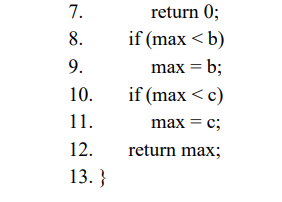 7. return 0;
8. if (max < b)
9. max = b;
10. if (max < c)
11. max = c;
12. return max;
13. }